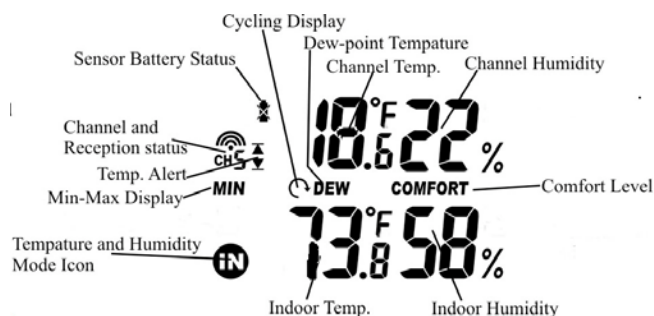 Cycling Display
Dew-point Tempature
Sensor Battery Status
Channel Temp.
Channel Humidity
18.6°F 22%
Channel and
Reception status
CH 5
Temp. Alert
MIN
DEW
COMFORT
Comfort Level
Min-Max Display
73.8°F 58%
Tempature and Humidity
Mode Icon
iN
Indoor Temp.
Indoor Humidity